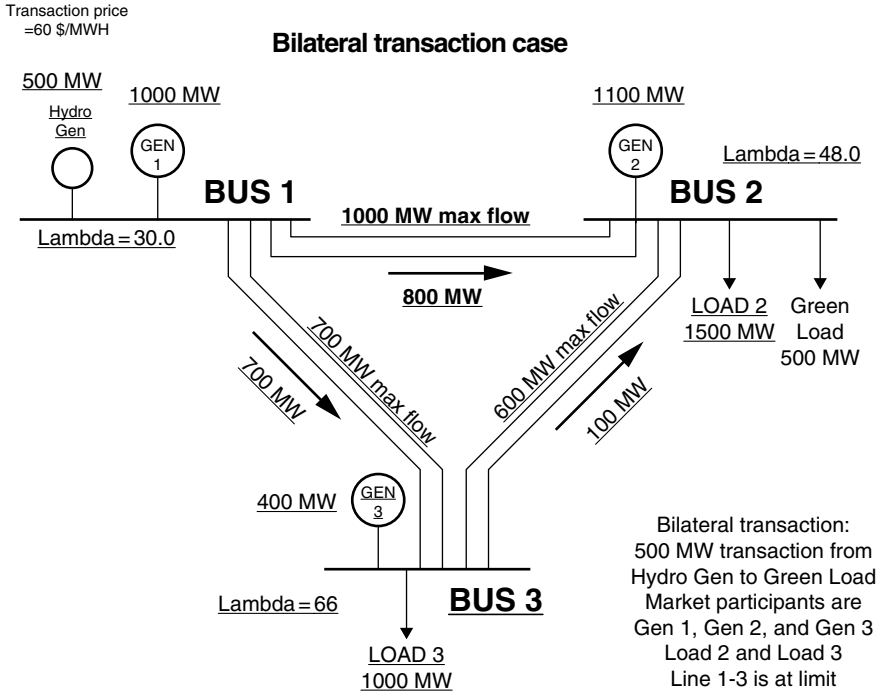 Transaction price
=60 $/MWH
Bilateral transaction case
500 MW
Hydro
Gen
1000 MW
GEN
1
BUS 1
Lambda=30.0
1100 MW
GEN
2
Lambda=48.0
BUS 2
1000 MW max flow
800 MW
700 MW max flow
700 MW
600 MW max flow
100 MW
LOAD 2
1500 MW
Green
Load
500 MW
400 MW
GEN
3
Lambda=66
BUS 3
LOAD 3
1000 MW
Bilateral transaction:
500 MW transaction from
Hydro Gen to Green Load
Market participants are
Gen 1, Gen 2, and Gen 3
Load 2 and Load 3
Line 1-3 is at limit